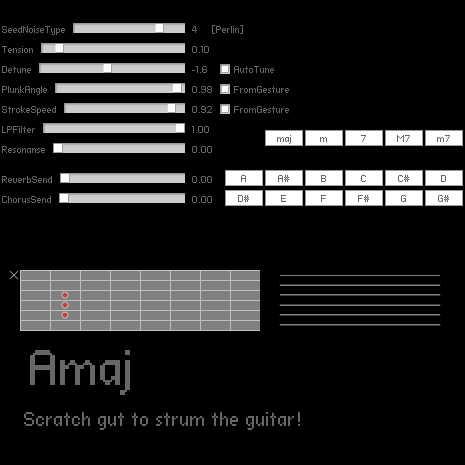 SeedNoiseType 4 [Perlin]
Tension 0.10
Detune -1.6 AutoTune
PlunkAngle 0.98 FromGesture
StrokeSpeed 0.92 FromGesture
LPFilter 1.00
maj m 7 M7 m7
Resonanse 0.00
ReverbSend 0.00 A A# B C C# D
ChorusSend 0.00 D# E F F# G G#
×
Amaj
Scratch gut to strum the guitar!